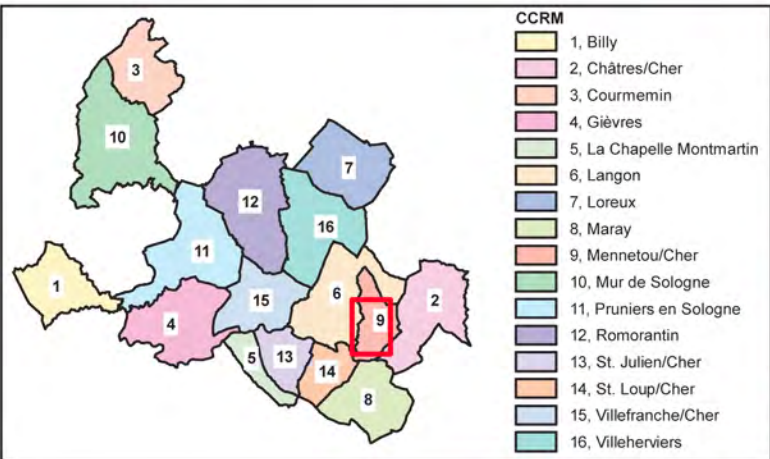 CCRM
1, Billy
2, Châtres/Cher
3, Courmemin
4, Gièvres
5, La Chapelle Montmartin
6, Langon
7, Loreux
8, Maray
9, Mennetou/Cher
10, Mur de Sologne
11, Pruniers en Sologne
12, Romorantin
13, St. Julien/Cher
14, St. Loup/Cher
15, Villefranche/Cher
16, Villeherviers
3
10
7
12
16
11
1
6
2
15
4
9
5
13
14
8